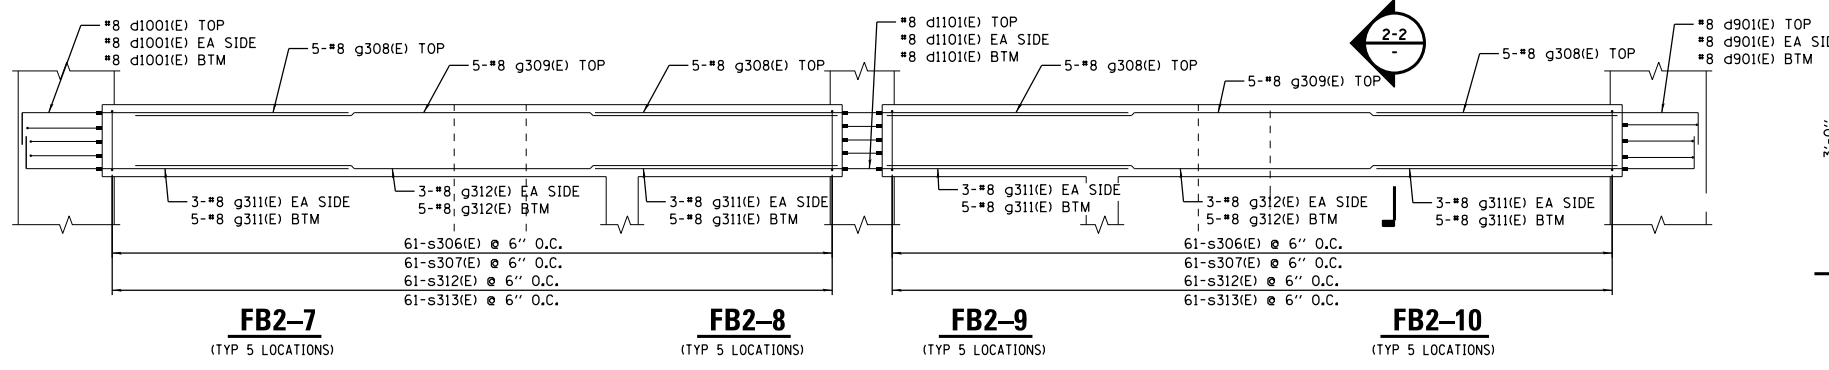 #8 d1001(E) TOP
#8 d1001(E) EA SIDE
#8 d1001(E) BTM
5-#8 g308(E) TOP
5-#8 g309(E) TOP
5-#8 g308(E) TOP
#8 d1101(E) TOP
#8 d1101(E) EA SIDE
#8 d1101(E) BTM
5-#8 g308(E) TOP
5-#8 g309(E) TOP
2-2
-
5-#8 g308(E) TOP
#8 d901(E) TOP
#8 d901(E) EA SID
#8 d901(E) BTM
3-#8 g311(E) EA SIDE
5-#8 g311(E) BTM
3-#8 g312(E) EA SIDE
5-#8 g312(E) BTM
3-#8 g311(E) EA SIDE
5-#8 g311(E) BTM
3-#8 g311(E) EA SIDE
5-#8 g311(E) BTM
3-#8 g312(E) EA SIDE
5-#8 g312(E) BTM
3-#8 g311(E) EA SIDE
5-#8 g311(E) BTM
61-s306(E) @ 6'' O.C.
61-s307(E) @ 6'' O.C.
61-s312(E) @ 6'' O.C.
61-s313(E) @ 6'' O.C.
61-s306(E) @ 6'' O.C.
61-s307(E) @ 6'' O.C.
61-s312(E) @ 6'' O.C.
61-s313(E) @ 6'' O.C.
FB2-7
(TYP 5 LOCATIONS)
FB2-8
(TYP 5 LOCATIONS)
FB2-9
(TYP 5 LOCATIONS)
FB2-10
(TYP 5 LOCATIONS)